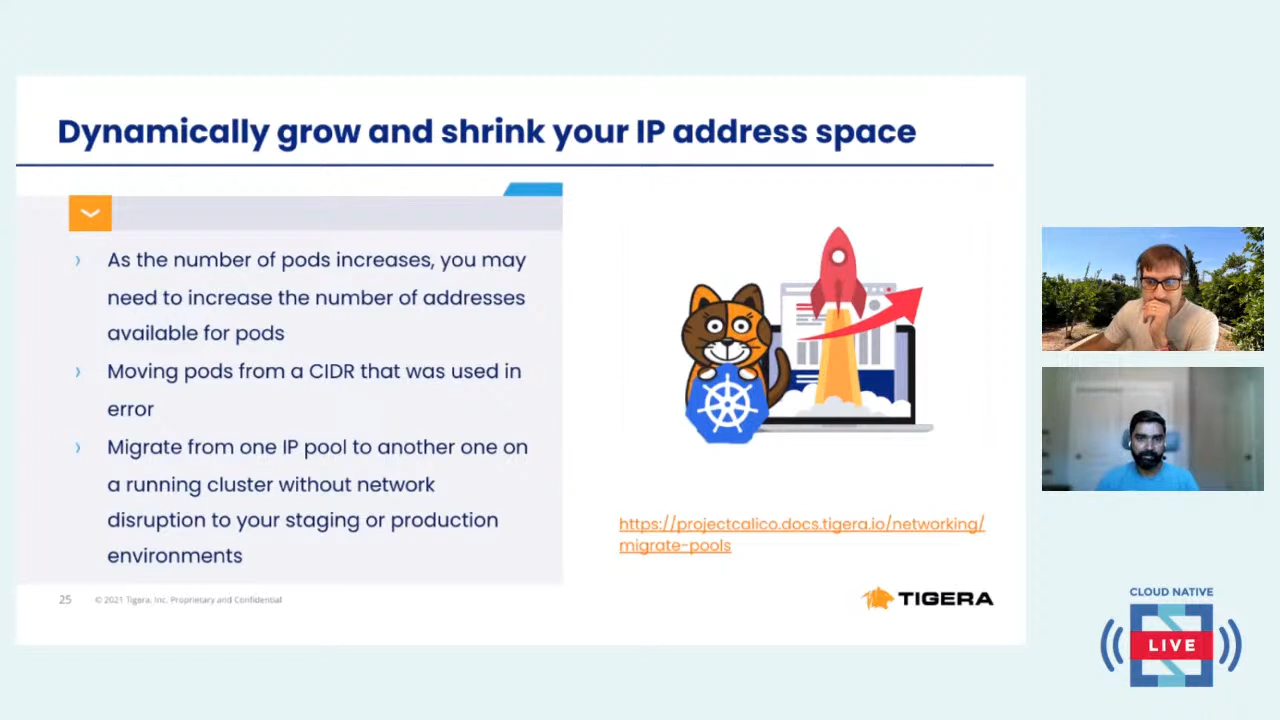 Dynamically grow and shrink your IP address space
As the number of pods increases, you may
need to increase the number of addresses
available for pods
Moving pods from a CIDR that was used in
error
Migrate from one IP pool to another one on
a running cluster without network
disruption to your staging or production
environments
https://projectcalico.docs.tigera.io/networking/
migrate-pools
25
© 2021 Tigera, Inc. Proprietary and Confidential
TIGERA
CLOUD NATIVE
LIVE